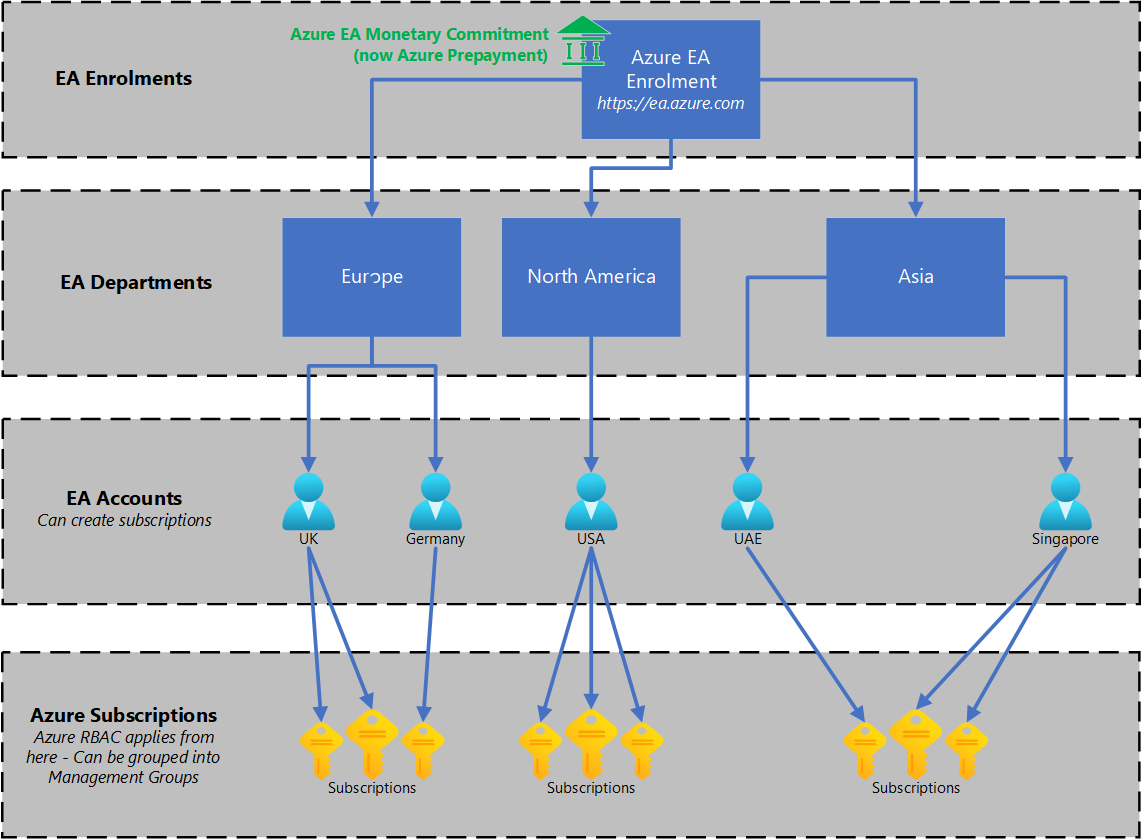 Azure EA Monetary Commitment
(now Azure Prepayment)
EA Enrolments
Azure EA
Enrolment
https://ea.azure.com
EA Departments
Europe
North America
Asia
EA Accounts
Can create subscriptions
UK
Germany
USA
UAE
Singapore
Azure Subscriptions
Azure RBAC applies from
here - Can be grouped into
Management Groups
Subscriptions
Subscriptions
Subscriptions